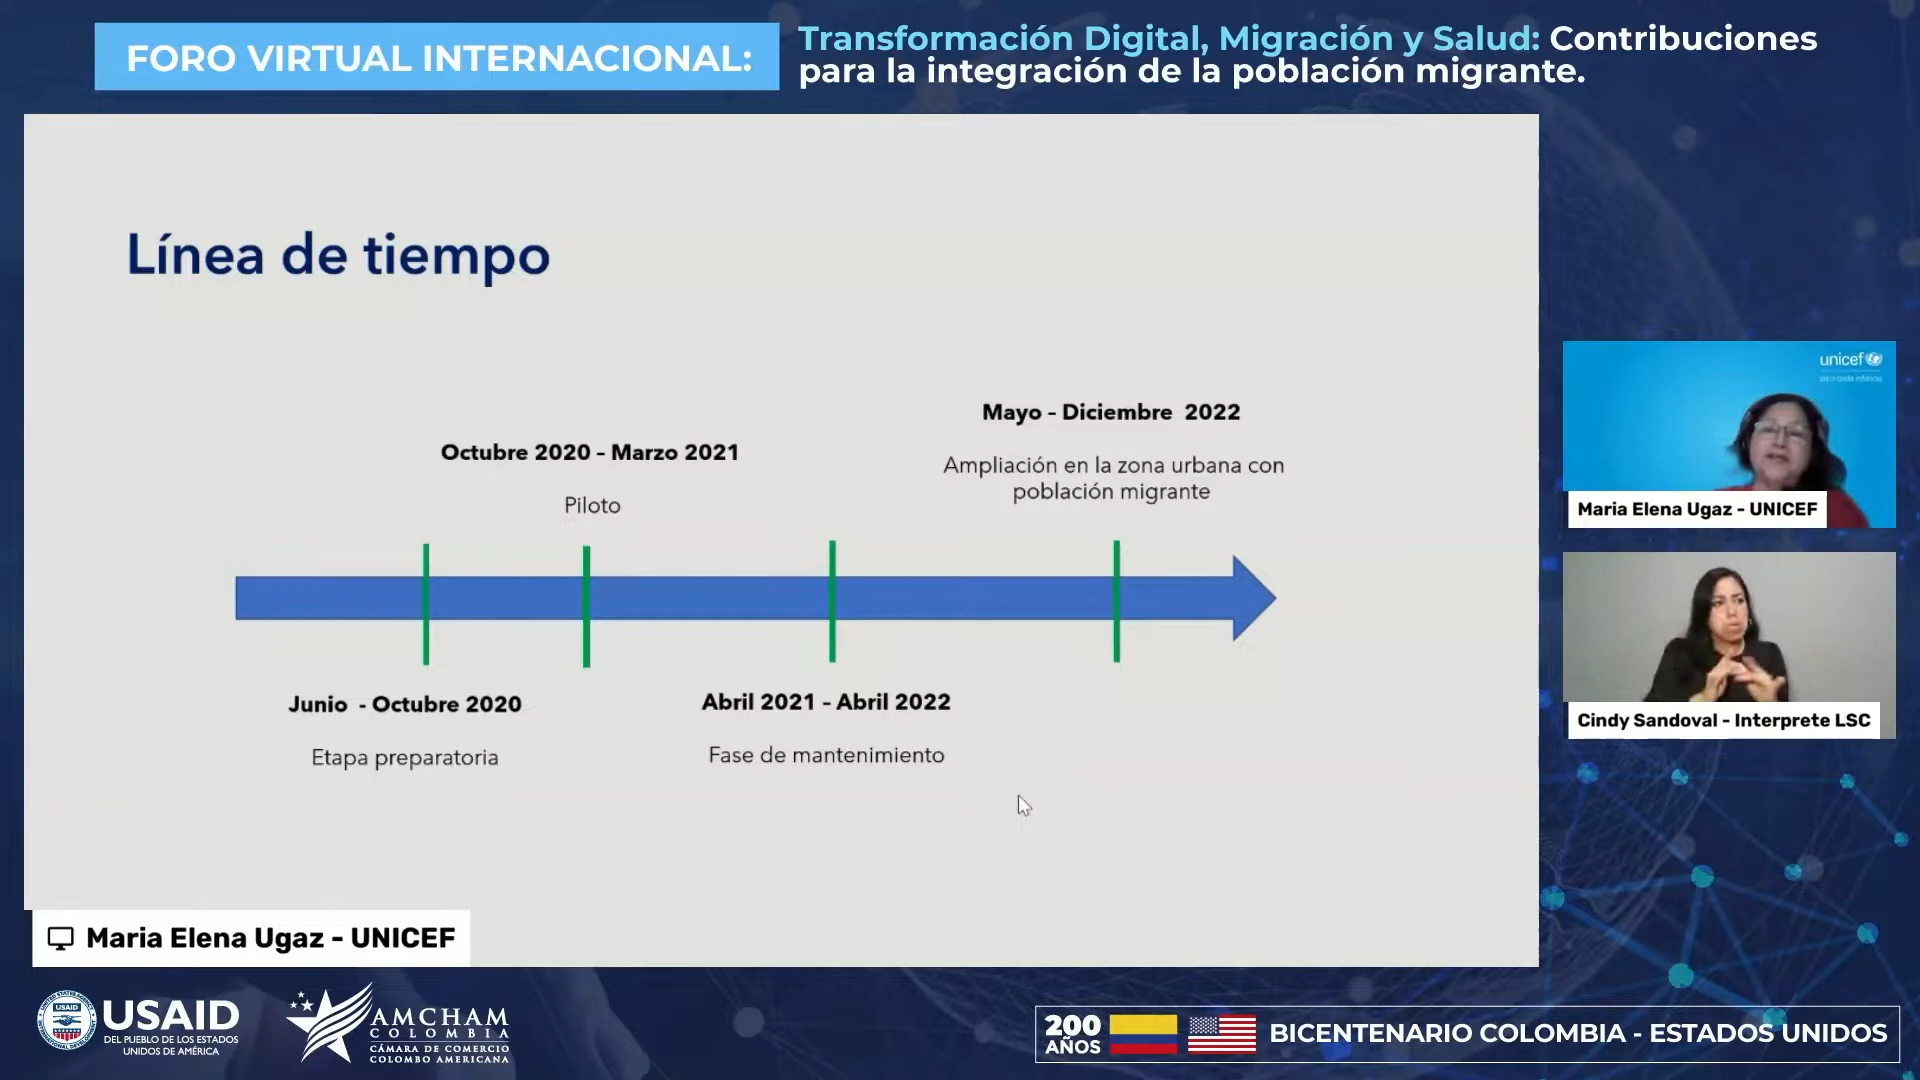 FORO VIRTUAL INTERNACIONAL:
Transformación Digital, Migración y Salud: Contribuciones
para la integración de la población migrante.
Línea de tiempo
Mayo - Diciembre 2022
Ampliación en la zona urbana con
población migrante
Octubre 2020 - Marzo 2021
Piloto
Junio - Octubre 2020
Etapa preparatoria
Abril 2021 - Abril 2022
Fase de mantenimiento
unicef
Maria Elena Ugaz - UNICEF
Cindy Sandoval - Interprete LSC
Maria Elena Ugaz - UNICEF
USAID
USAID
DEL PUEBLO DE LOS ESTADOS
UNIDOS DE AMÉRICA
AMCHAM
COLOMBIA
CÁMARA DE COMERCIO
COLOMBO AMERICANA
200
AÑOS
BICENTENARIO COLOMBIA - ESTADOS UNIDOS